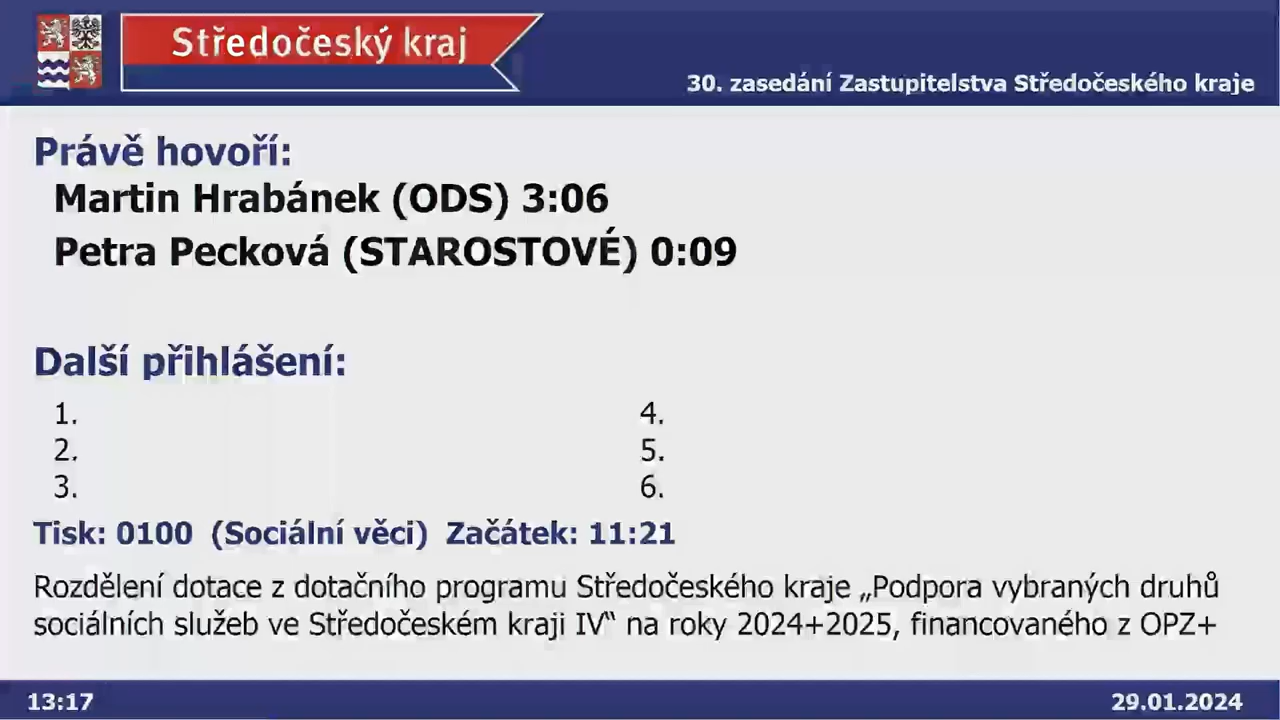 Středočeský kraj
30. zasedání Zastupitelstva Středočeského kraje
Právě hovoří:
Martin Hrabánek (ODS) 3:06
Petra Pecková (STAROSTOVÉ) 0:09
Další přihlášení:
1.
2.
3.
4.
5.
6.
Tisk: 0100 (Sociální věci) Začátek: 11:21
Rozdělení dotace z dotačního programu Středočeského kraje „Podpora vybraných druhů
sociálních služeb ve Středočeském kraji IV“ na roky 2024+2025, financovaného z OPZ+
13:17
29.01.2024